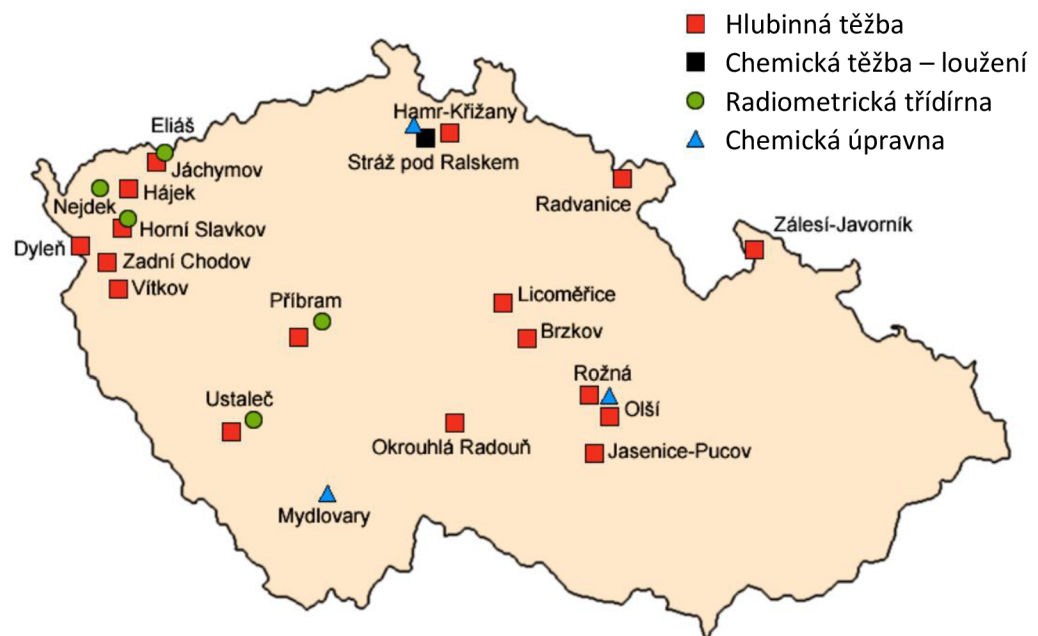 Hlubinná těžba
Chemická těžba – loužení
Radiometrická třídírna
Chemická úpravna
Hamr-Křižany
Stráž pod Ralskem
Eliáš
Jáchymov
Hájek
Nejdek
Horní Slavkov
Dyleň
Zadní Chodov
Vítkov
Radvanice
Zálesí-Javorník
Příbram
Licoměřice
Brzkov
Rožná
Olší
Ustaleč
Okrouhlá Radouň
Jasenice-Pucov
Mydlovary